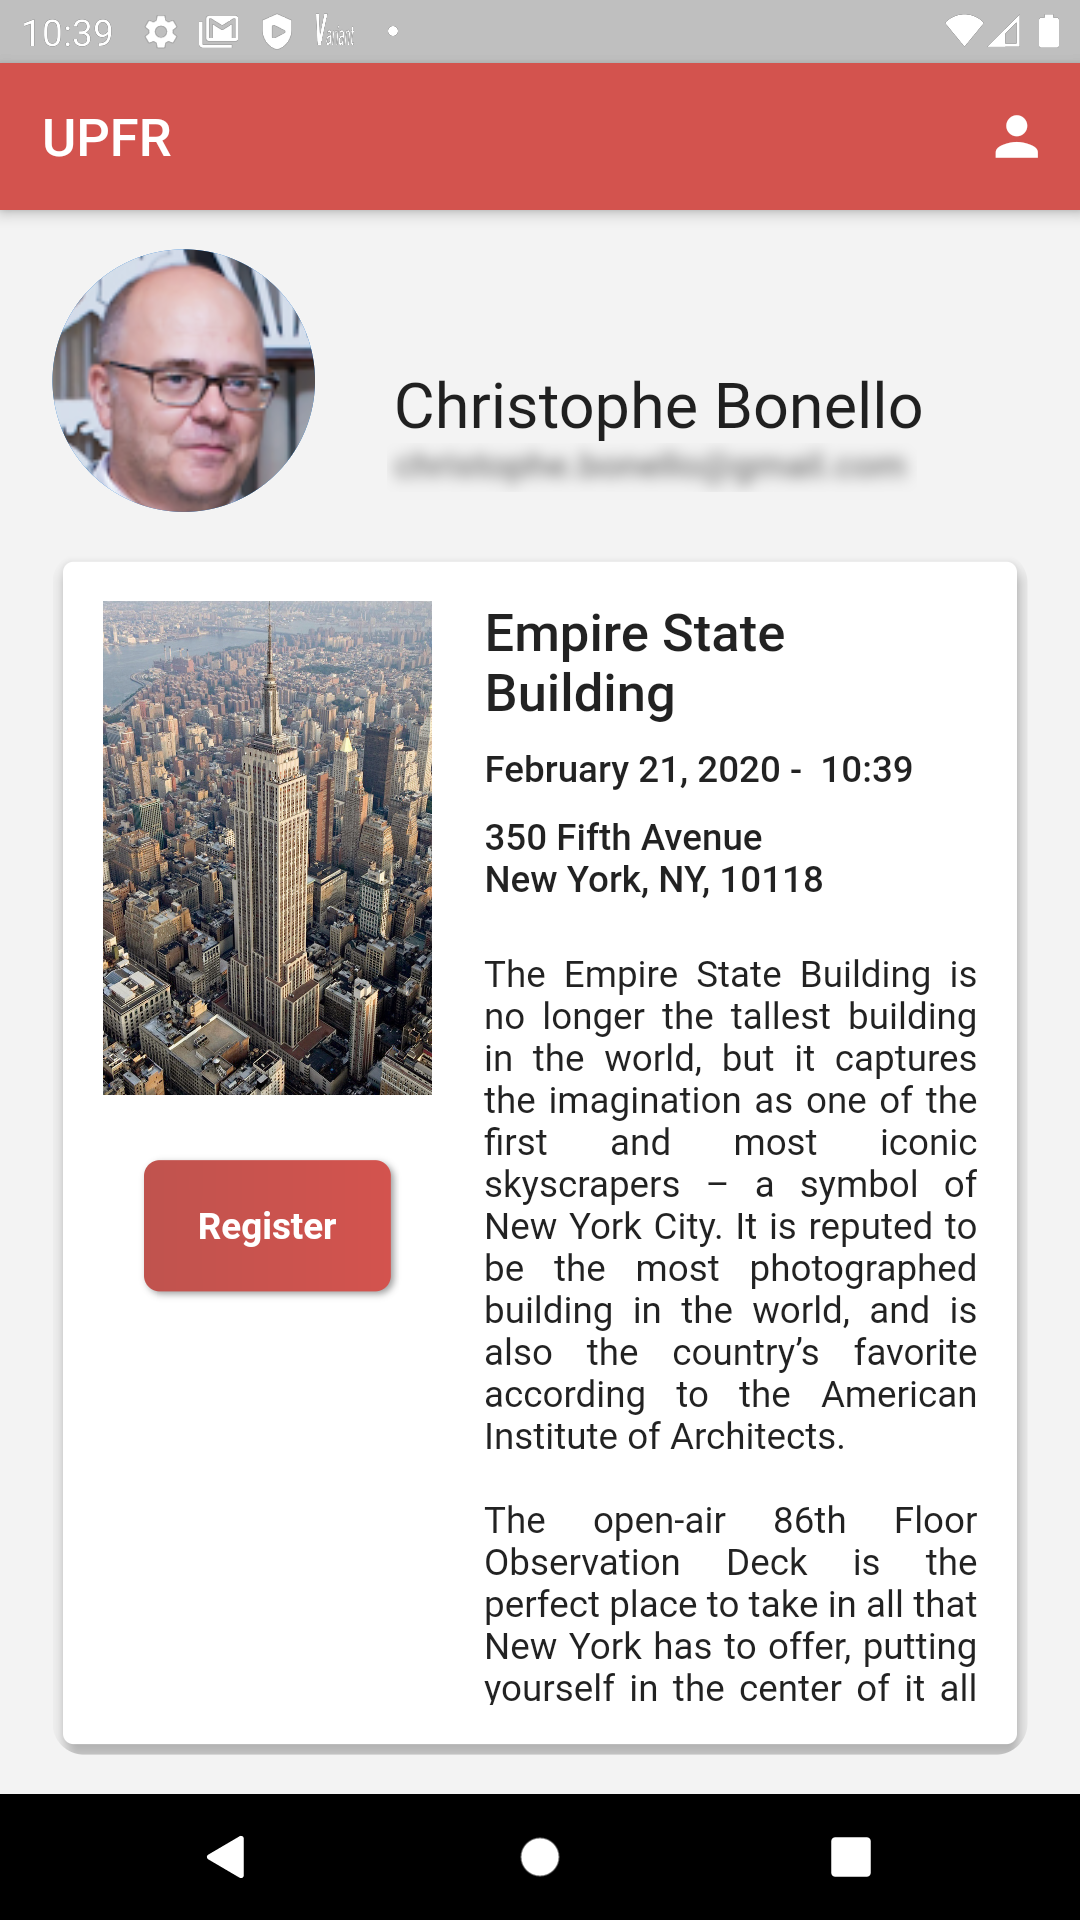 10:39 Variant
UPFR
Christophe Bonello
Empire State
Building
February 21, 2020 - 10:39
350 Fifth Avenue
New York, NY, 10118
The Empire State Building is
no longer the tallest building
in the world, but it captures
the imagination as one of the
first and most iconic
skyscrapers – a symbol of
New York City. It is reputed to
be the most photographed
building in the world, and is
also the country’s favorite
according to the American
Institute of Architects.
The open-air 86th Floor
Observation Deck is the
perfect place to take in all that
New York has to offer, putting
yourself in the center of it all
Register